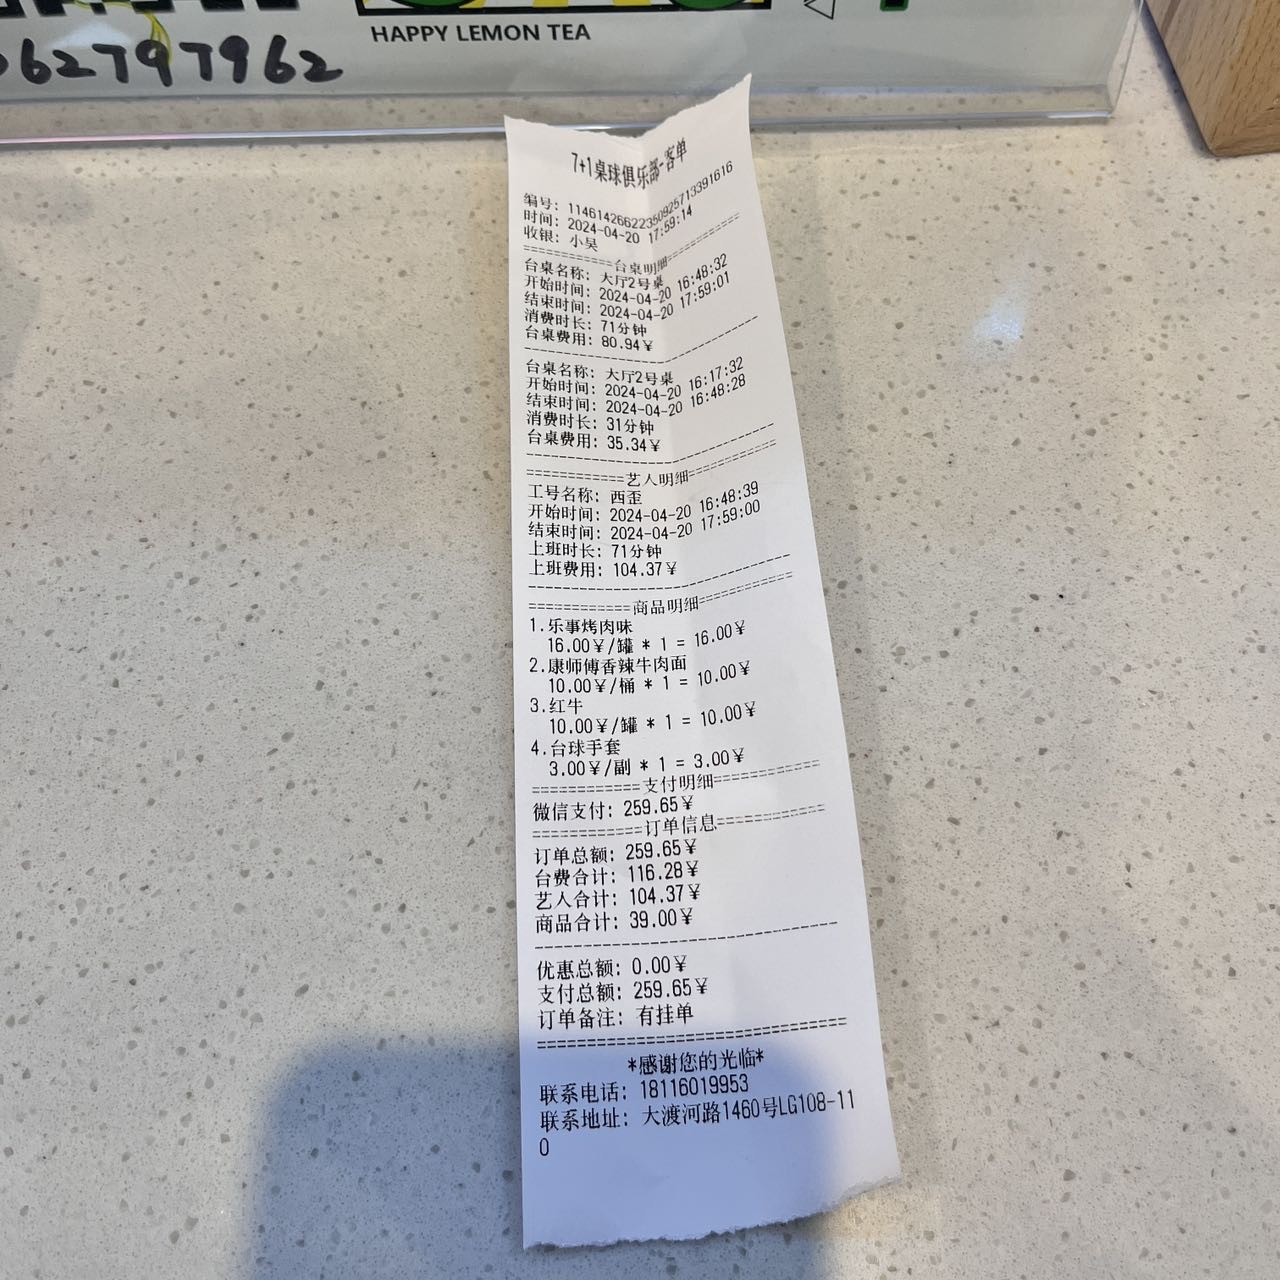 HAPPY LEMON TEA
62797962
7+1桌球俱乐部-客单
编号: 1146142662235092571339161​6
时间: 2024-04-20 17:59:14
收银: 小吴
============台桌明细============
台桌名称: 大厅2号桌
开始时间: 2024-04-20 16:48:32
结束时间: 2024-04-20 17:59:01
消费时长: 71分钟
台桌费用: 80.94¥
--------------------------------
台桌名称: 大厅2号桌
开始时间: 2024-04-20 16:17:32
结束时间: 2024-04-20 16:48:28
消费时长: 31分钟
台桌费用: 35.34¥
--------------------------------
============艺人明细============
工号名称: 西歪
开始时间: 2024-04-20 16:48:39
结束时间: 2024-04-20 17:59:00
上班时长: 71分钟
上班费用: 104.37¥
--------------------------------
============商品明细============
1.乐事烤肉味
16.00¥/罐 * 1 = 16.00¥
2.康师傅香辣牛肉面
10.00¥/桶 * 1 = 10.00¥
3.红牛
10.00¥/罐 * 1 = 10.00¥
4.台球手套
3.00¥/副 * 1 = 3.00¥
============支付明细============
微信支付: 259.65¥
============订单信息============
订单总额: 259.65¥
台费合计: 116.28¥
艺人合计: 104.37¥
商品合计: 39.00¥
--------------------------------
优惠总额: 0.00¥
支付总额: 259.65¥
订单备注: 有挂单
================================
*感谢您的光临*
联系电话: 18116019953
联系地址: 大渡河路1460号LG108-11
0